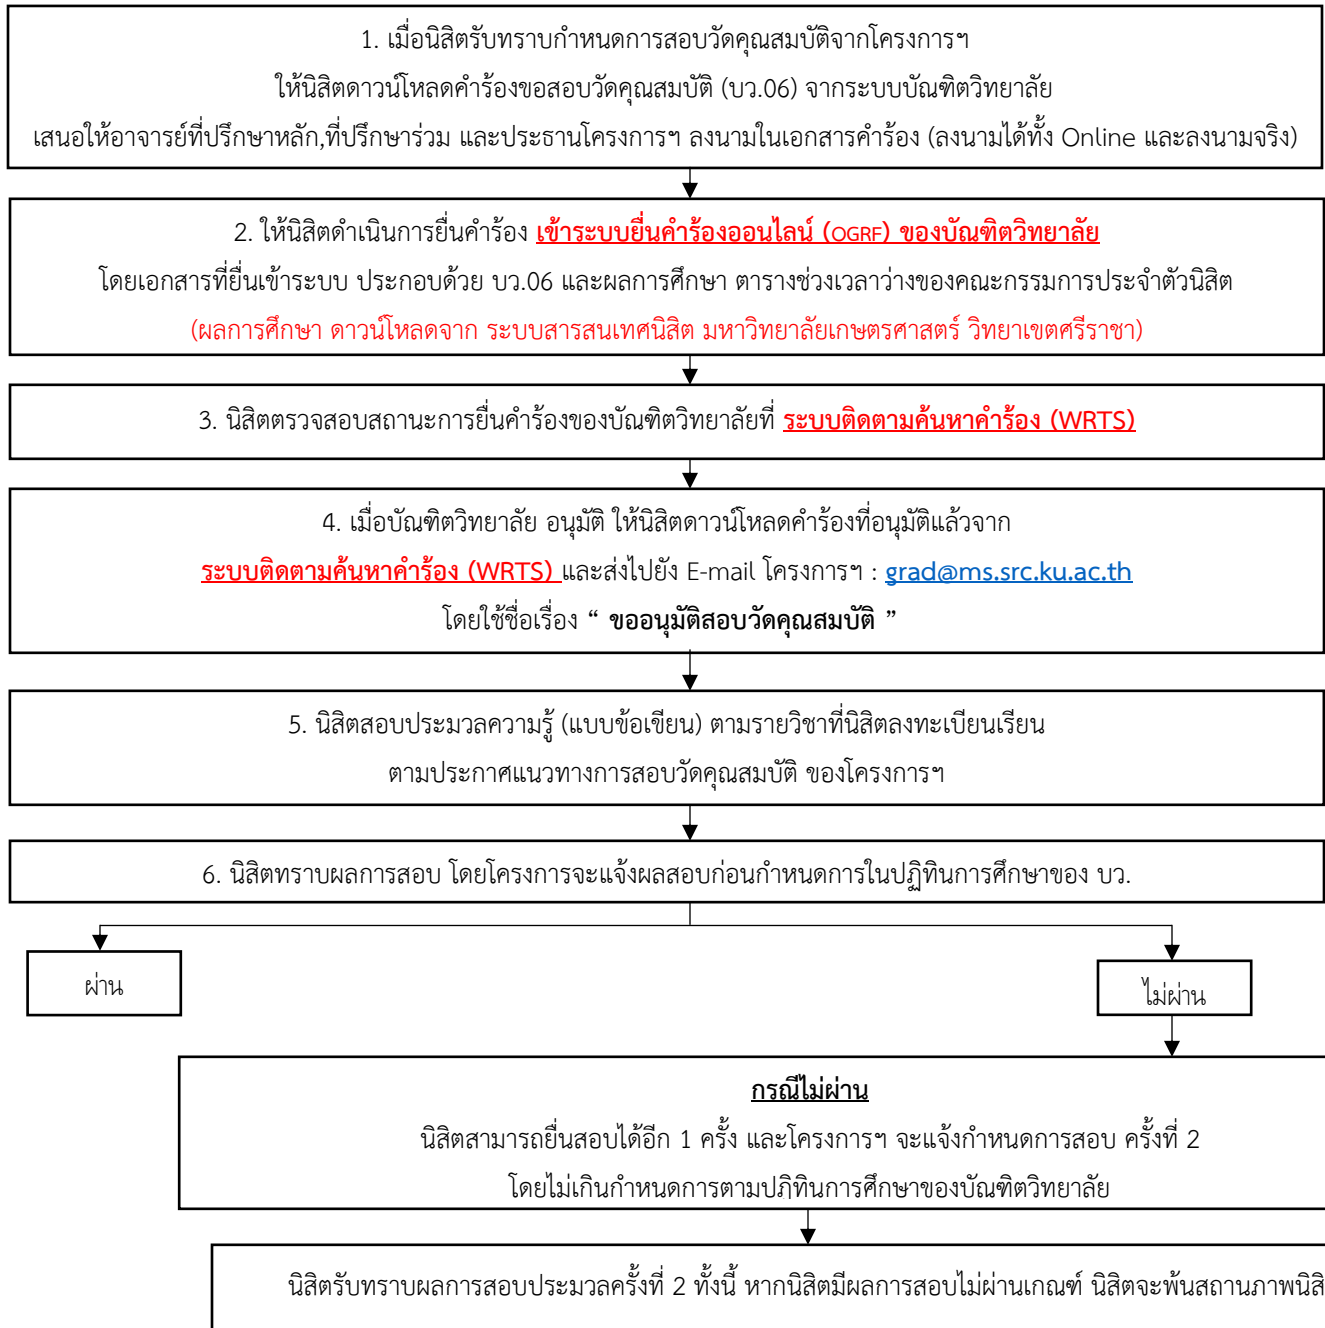 1. เมื่อนิสิตรับทราบกำหนดการสอบวัดคุณสมบัติจากโครงการฯ
ให้นิสิตดาวน์โหลดคำร้องขอสอบวัดคุณสมบัติ (บว.06) จากระบบบัณฑิตวิทยาลัย
เสนอให้อาจารย์ที่ปรึกษาหลัก,ที่ปรึกษาร่วม และประธานโครงการฯ ลงนามในเอกสารคำร้อง (ลงนามได้ทั้ง Online และลงนามจริง)
2. ให้นิสิตดำเนินการยื่นคำร้อง เข้าระบบยื่นคำร้องออนไลน์ (OGRF) ของบัณฑิตวิทยาลัย
โดยเอกสารที่ยื่นเข้าระบบ ประกอบด้วย บว.06 และผลการศึกษา ตารางช่วงเวลาว่างของคณะกรรมการประจำตัวนิสิต
(ผลการศึกษา ดาวน์โหลดจาก ระบบสารสนเทศนิสิต มหาวิทยาลัยเกษตรศาสตร์ วิทยาเขตศรีราชา)
3. นิสิตตรวจสอบสถานะการยื่นคำร้องของบัณฑิตวิทยาลัยที่ ระบบติดตามค้นหาคำร้อง (WRTS)
4. เมื่อบัณฑิตวิทยาลัย อนุมัติ ให้นิสิตดาวน์โหลดคำร้องที่อนุมัติแล้วจาก
ระบบติดตามค้นหาคำร้อง (WRTS) และส่งไปยัง E-mail โครงการฯ : grad@ms.src.ku.ac.th
โดยใช้ชื่อเรื่อง “ ขออนุมัติสอบวัดคุณสมบัติ ”
5. นิสิตสอบประมวลความรู้ (แบบข้อเขียน) ตามรายวิชาที่นิสิตลงทะเบียนเรียน
ตามประกาศแนวทางการสอบวัดคุณสมบัติ ของโครงการฯ
6. นิสิตทราบผลการสอบ โดยโครงการจะแจ้งผลสอบก่อนกำหนดการในปฏิทินการศึกษาของ บว.
ผ่าน
ไม่ผ่าน
กรณีไม่ผ่าน
นิสิตสามารถยื่นสอบได้อีก 1 ครั้ง และโครงการฯ จะแจ้งกำหนดการสอบ ครั้งที่ 2
โดยไม่เกินกำหนดการตามปฏิทินการศึกษาของบัณฑิตวิทยาลัย
นิสิตรับทราบผลการสอบประมวลครั้งที่ 2 ทั้งนี้ หากนิสิตมีผลการสอบไม่ผ่านเกณฑ์ นิสิตจะพ้นสถานภาพนิสิ